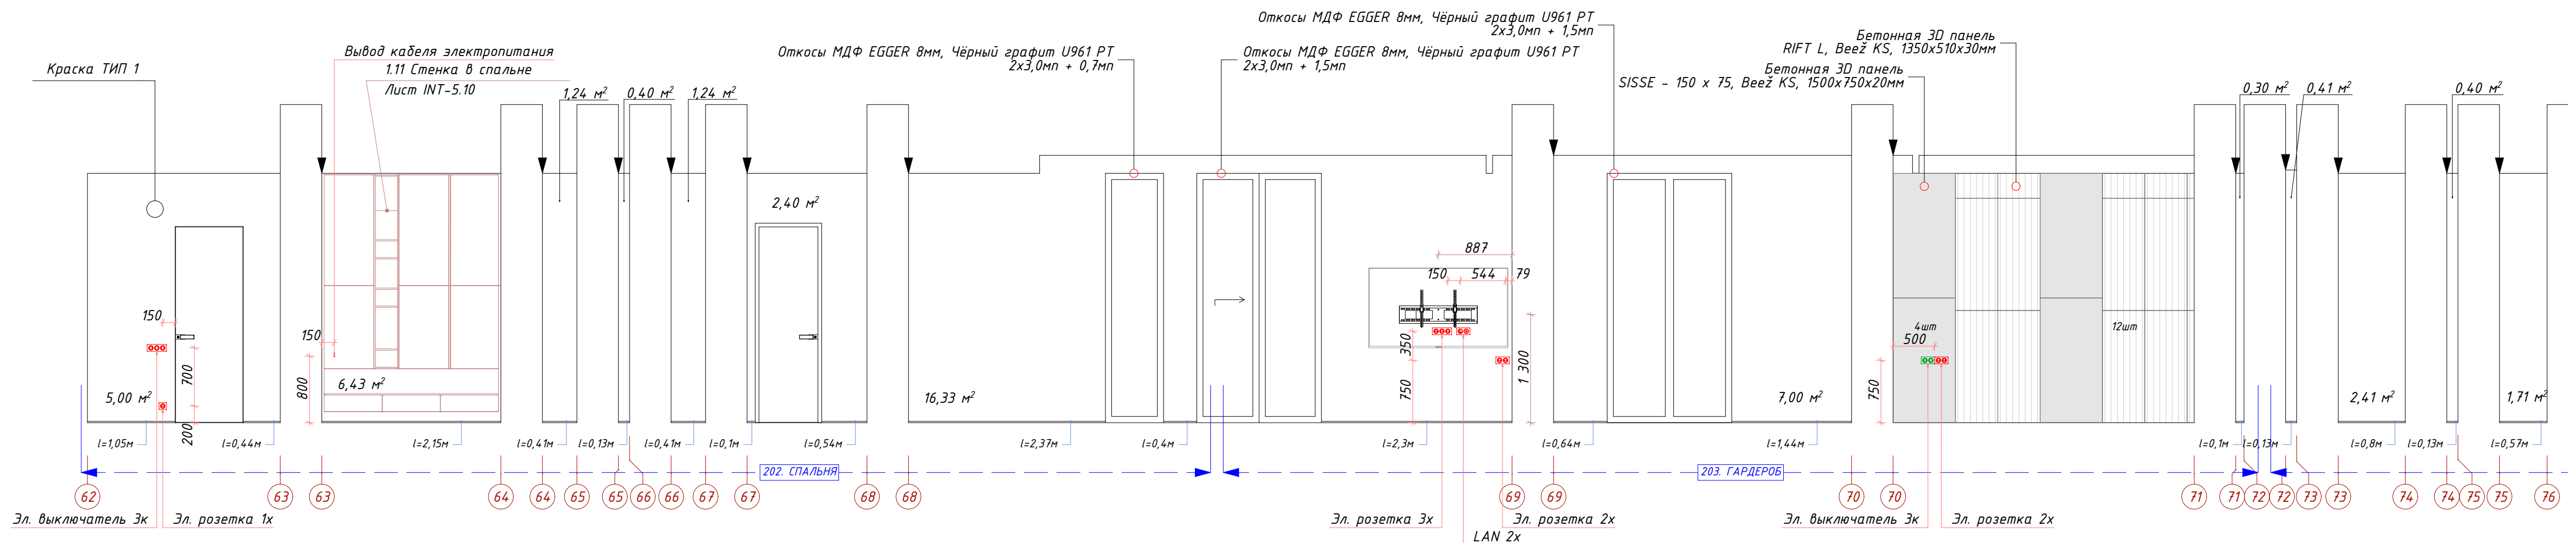 Откосы МДФ EGGER 8мм, Чёрный графит U961 PT
2х3,0мп + 1,5мп
Бетонная 3D панель
RIFT L, Beež KS, 1350х510х30мм
Вывод кабеля электропитания
Откосы МДФ EGGER 8мм, Чёрный графит U961 PT
2х3,0мп + 0,7мп
Откосы МДФ EGGER 8мм, Чёрный графит U961 PT
2х3,0мп + 1,5мп
Краска ТИП 1
1.11 Стенка в спальне
Лист INT-5.10
Бетонная 3D панель
SISSE - 150 x 75, Beež KS, 1500х750х20мм
1,24 м²
0,40 м²
1,24 м²
0,30 м²
0,41 м²
0,40 м²
2,40 м²
887
150
544
79
150
150
350
1 300
4шт
12шт
500
700
800
750
750
5,00 м²
6,43 м²
16,33 м²
7,00 м²
2,41 м²
1,71 м²
200
l=1,05м
l=0,44м
l=2,15м
l=0,41м
l=0,13м
l=0,41м
l=0,1м
l=0,54м
l=2,37м
l=0,4м
l=2,3м
l=0,64м
l=1,44м
l=0,1м
l=0,13м
l=0,8м
l=0,13м
l=0,57м
202. СПАЛЬНЯ
203. ГАРДЕРОБ
62
63
63
64
64
65
65
66
66
67
67
68
68
69
69
70
70
71
71
72
72
73
73
74
74
75
75
76
Эл. выключатель 3к
Эл. розетка 1х
Эл. розетка 3х
Эл. розетка 2х
Эл. выключатель 3к
Эл. розетка 2х
LAN 2x